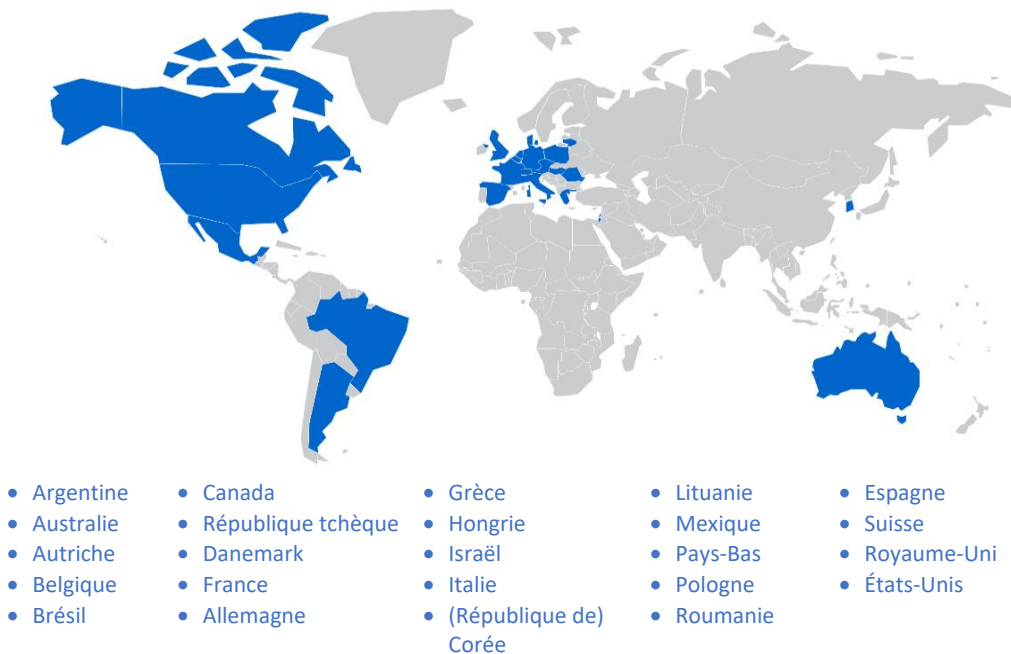 • Argentine
• Australie
• Autriche
• Belgique
• Brésil
• Canada
• République tchèque
• Danemark
• France
• Allemagne
• Grèce
• Hongrie
• Israël
• Italie
• (République de)
Corée
• Lituanie
• Mexique
• Pays-Bas
• Pologne
• Roumanie
• Espagne
• Suisse
• Royaume-Uni
• États-Unis